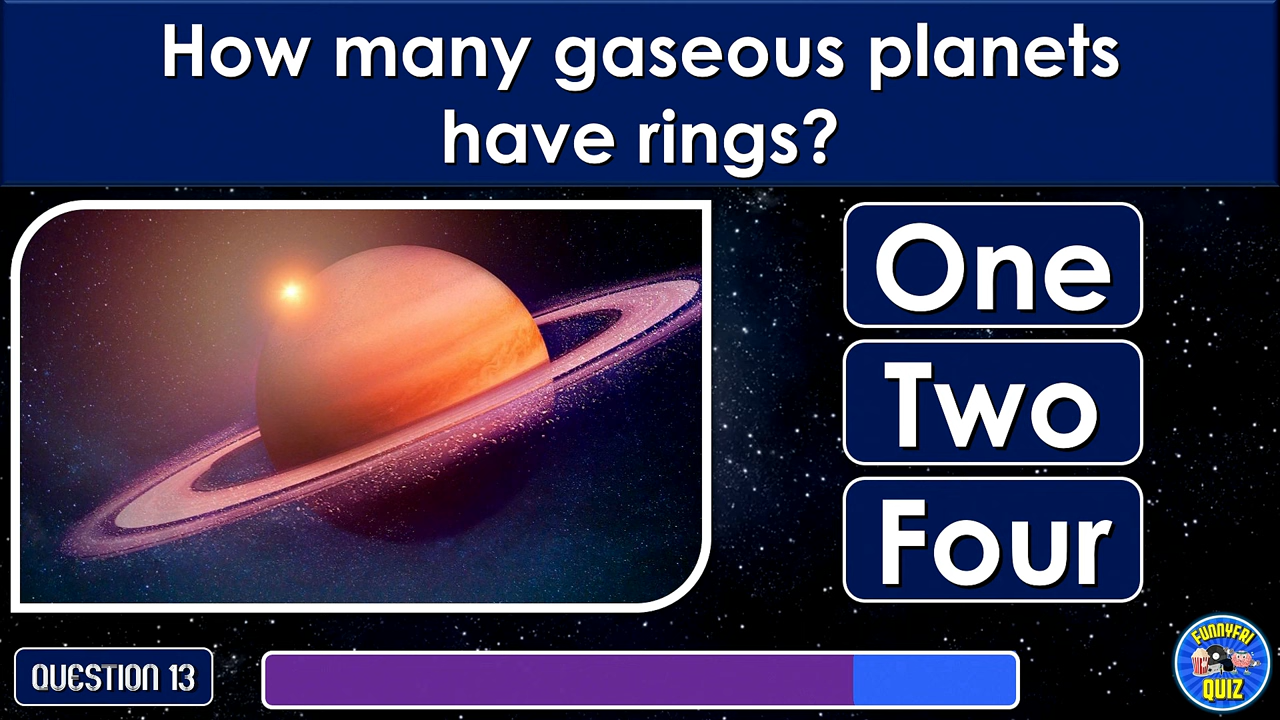 How many gaseous planets
have rings?
One
Two
Four
QUESTION 13
FUNNYFRI
QUIZ